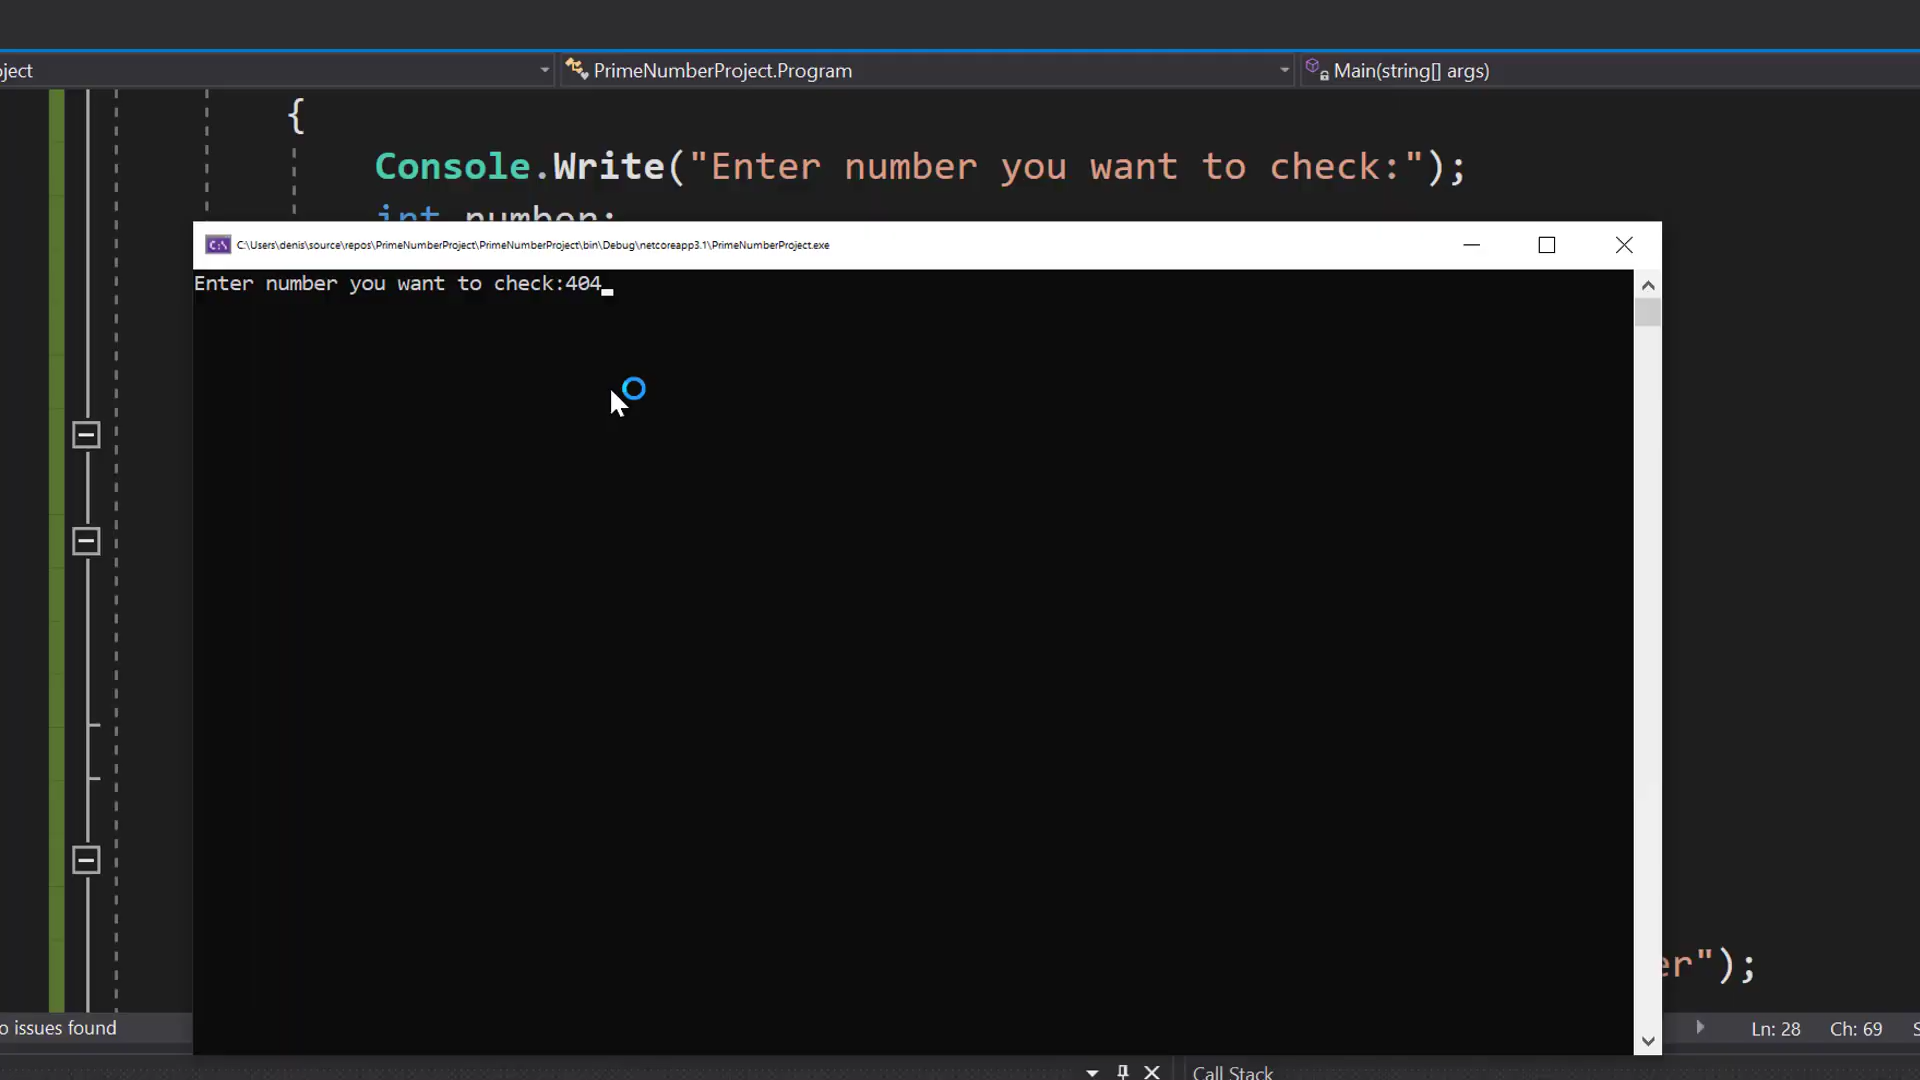 oject
PrimeNumberProject.Program
Main(string[] args)
{
Console.Write("Enter number you want to check:");
int number;
C:\Users\denis\source\repos\PrimeNumberProject\PrimeNumberProject\bin\Debug\netcoreapp3.1\PrimeNumberProject.exe
Enter number you want to check:404
er");
o issues found
Ln: 28
Ch: 69
S
Call Stack